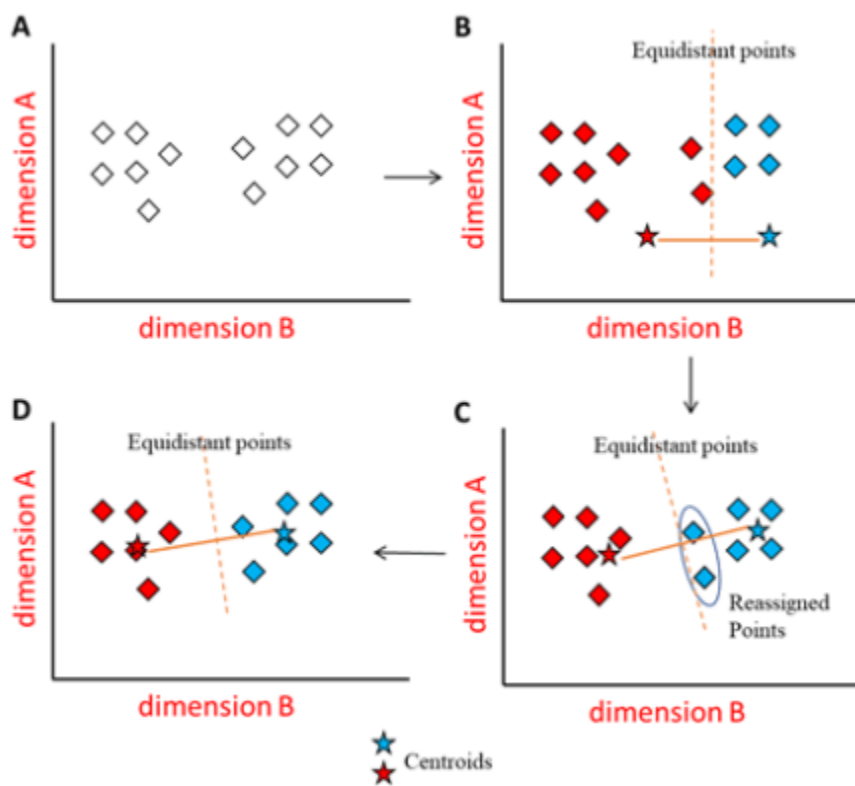 A
dimension A
dimension B
B
Equidistant points
dimension A
dimension B
D
Equidistant points
dimension A
dimension B
C
Equidistant points
dimension A
Reassigned
Points
dimension B
Centroids